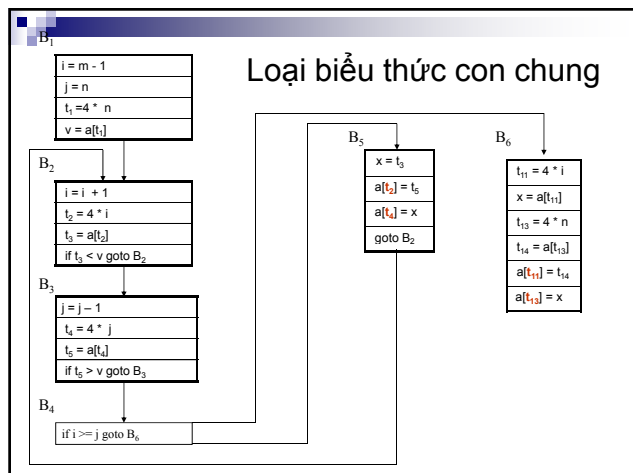 Loại biểu thức con chung
B₁
i = m - 1
j = n
t₁ =4 * n
v = a[t₁]
B₂
i = i + 1
t₂ = 4 * i
t₃ = a[t₂]
if t₃ < v goto B₂
B₃
j = j – 1
t₄ = 4 * j
t₅ = a[t₄]
if t₅ > v goto B₃
B₄
if i >= j goto B₆
B₅
x = t₃
a[t₂] = t₅
a[t₄] = x
goto B₂
B₆
t₁₁ = 4 * i
x = a[t₁₁]
t₁₃ = 4 * n
t₁₄ = a[t₁₃]
a[t₁₁] = t₁₄
a[t₁₃] = x